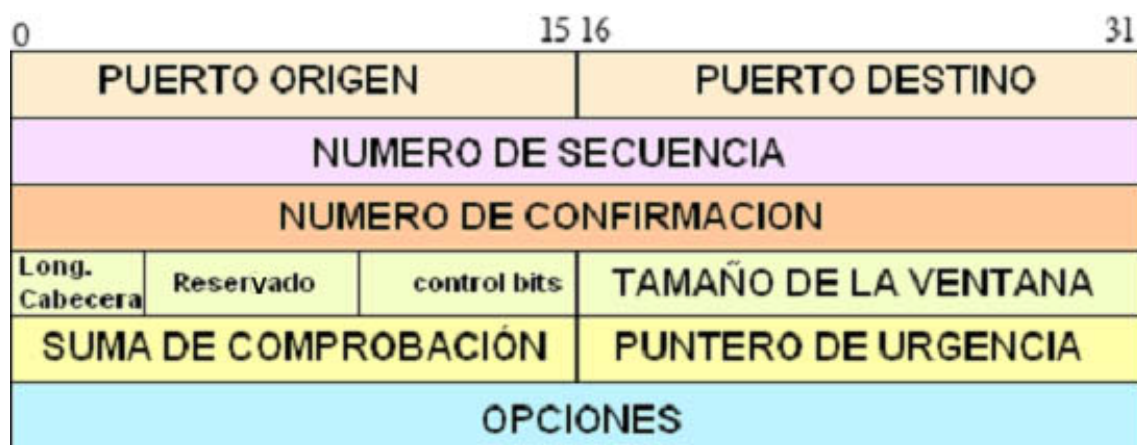 0 15 16 31
PUERTO ORIGEN PUERTO DESTINO
NUMERO DE SECUENCIA
NUMERO DE CONFIRMACION
Long. Cabecera Reservado control bits TAMAÑO DE LA VENTANA
SUMA DE COMPROBACIÓN PUNTERO DE URGENCIA
OPCIONES